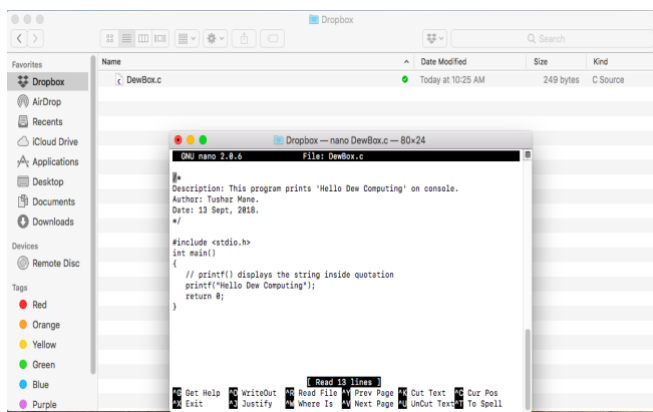 Dropbox
Q Search
Favorites
Name
Date Modified
Size
Kind
Dropbox
DewBox.c
Today at 10:25 AM
249 bytes
C Source
AirDrop
Recents
iCloud Drive
Applications
Desktop
Documents
Downloads
Devices
Remote Disc
Tags
Red
Orange
Yellow
Green
Blue
Purple
Dropbox — nano DewBox.c — 80×24
GNU nano 2.0.6 File: DewBox.c
/*
Description: This program prints 'Hello Dew Computing' on console.
Author: Tushar Mane.
Date: 13 Sept, 2018.
*/
#include <stdio.h>
int main()
{
// printf() displays the string inside quotation
printf("Hello Dew Computing");
return 0;
}
[ Read 13 lines ]
^G Get Help ^O WriteOut ^R Read File ^Y Prev Page ^K Cut Text ^C Cur Pos
^X Exit ^J Justify ^W Where Is ^V Next Page ^U UnCut Text ^T To Spell